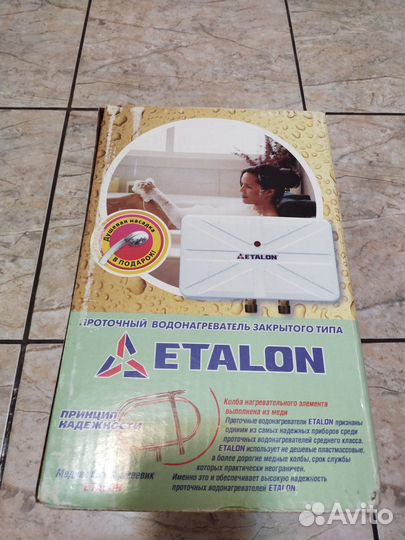 Душевая насадка
В ПОДАРОК!
ETALON
ПРОТОЧНЫЙ ВОДОНАГРЕВАТЕЛЬ ЗАКРЫТОГО ТИПА
ETALON
ПРИНЦИП
НАДЕЖНОСТИ
Колба нагревательного элемента
выполнена из меди
Проточные водонагреватели ETALON признаны
одними из самых надежных приборов среди
проточных водонагревателей среднего класса.
ETALON использует не дешевые пластмассовые,
а более дорогие медные колбы, срок службы
которых практически неограничен.
Именно это и обеспечивает высокую надежность
проточных водонагревателей ETALON.
ETALON
Avito